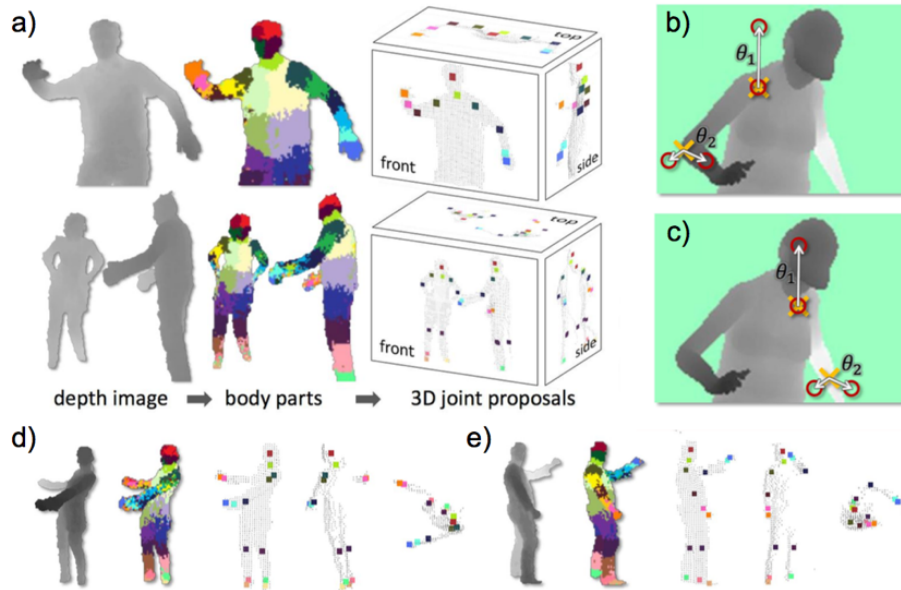 a)
top
front
side
top
front
side
depth image → body parts → 3D joint proposals
b)
θ1
θ2
c)
θ1
θ2
d)
e)